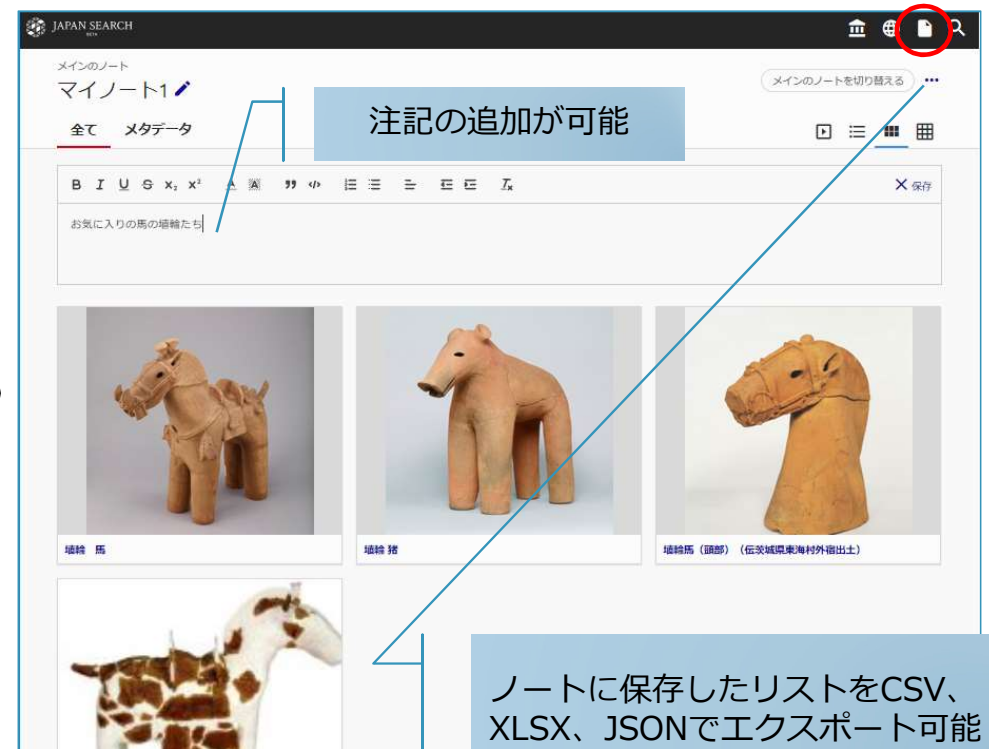 JAPAN SEARCH
BETA
メインのノート
マイノート1
メインのノートを切り替える
全て メタデータ
注記の追加が可能
保存
お気に入りの馬の埴輪たち
埴輪 馬
埴輪 猪
埴輪馬（頭部）（伝茨城県東海村外宿出土）
ノートに保存したリストをCSV、
XLSX、JSONでエクスポート可能